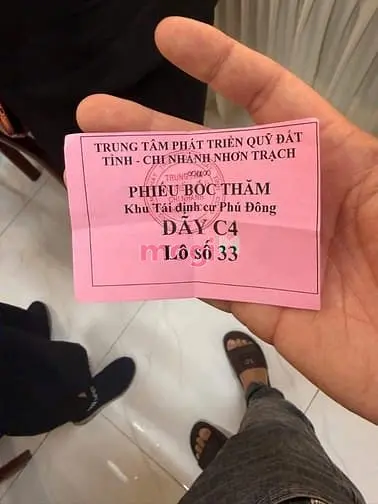 TRUNG TÂM PHÁT TRIỂN QUỸ ĐẤT
TỈNH - CHI NHÁNH NHƠN TRẠCH
PHIẾU BỐC THĂM
Khu Tái định cư Phú Đông
DÃY C4
Lô số 33